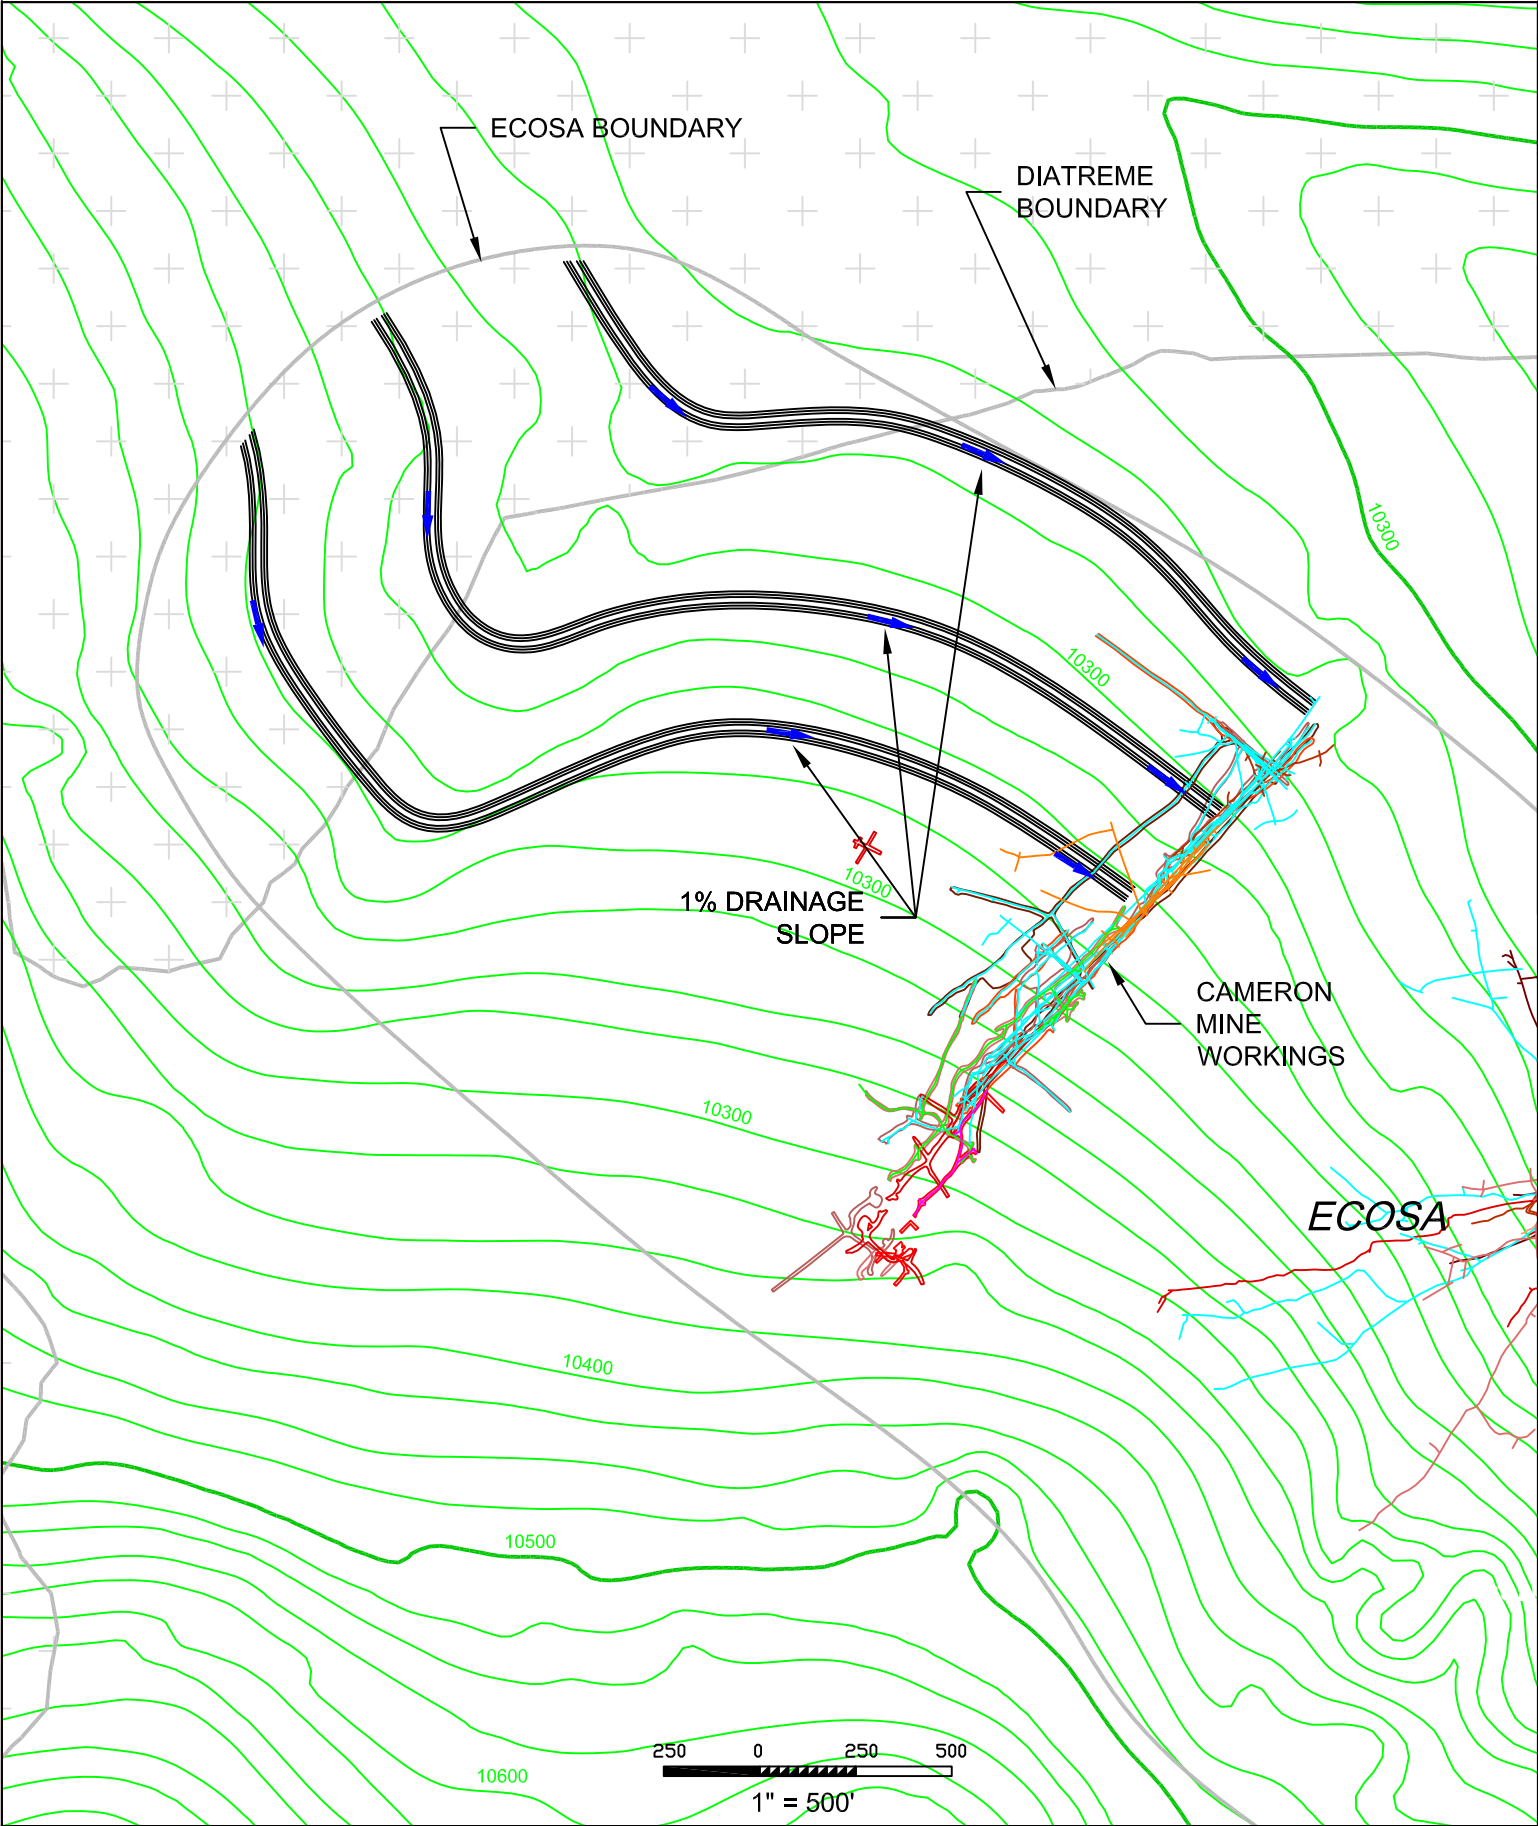 ECOSA BOUNDARY
DIATREME
BOUNDARY
10300
10300
10300
1% DRAINAGE
SLOPE
CAMERON
MINE
WORKINGS
10300
ECOSA
10400
10500
10600
250 0 250 500
1" = 500'